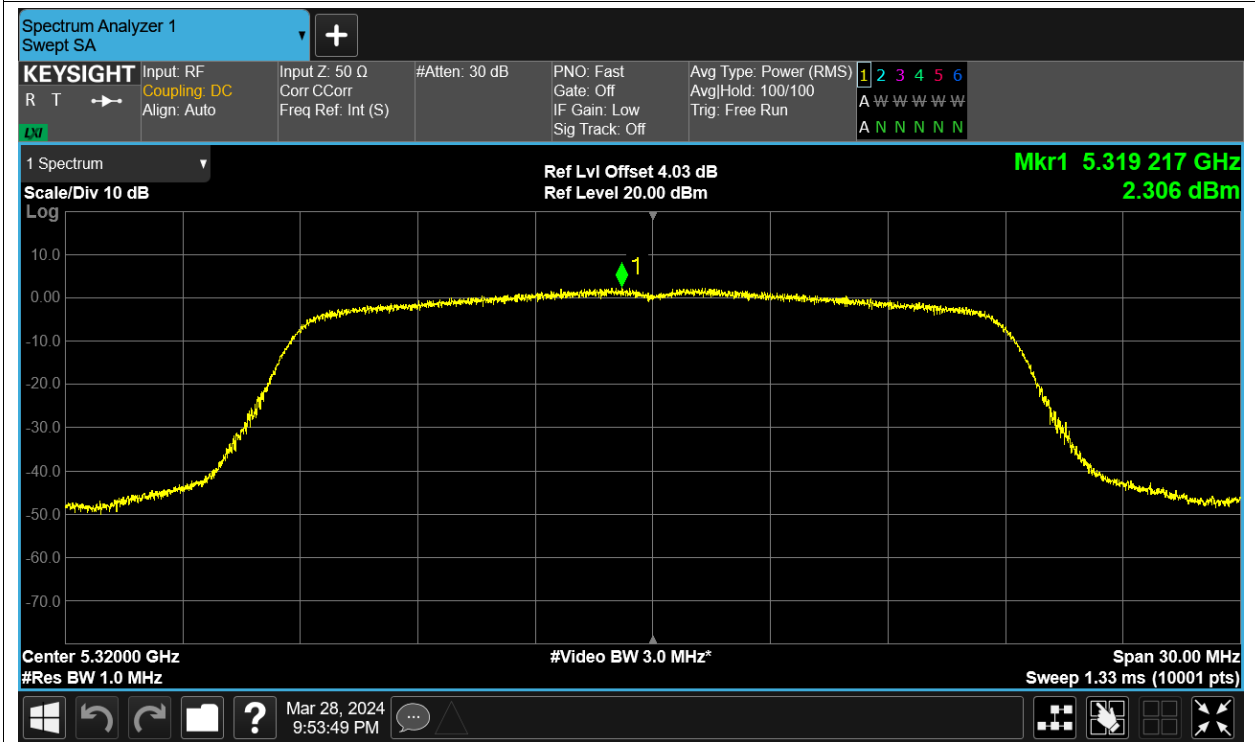 Spectrum Analyzer 1
Swept SA
+
KEYSIGHT
R T
LXI
Input: RF
Coupling: DC
Align: Auto
Input Z: 50 Ω
Corr CCorr
Freq Ref: Int (S)
#Atten: 30 dB
PNO: Fast
Gate: Off
IF Gain: Low
Sig Track: Off
Avg Type: Power (RMS)
Avg|Hold: 100/100
Trig: Free Run
1 2 3 4 5 6
A W W W W W
A N N N N N
1 Spectrum
Scale/Div 10 dB
Log
Ref Lvl Offset 4.03 dB
Ref Level 20.00 dBm
Mkr1 5.319 217 GHz
2.306 dBm
1
10.0
0.00
-10.0
-20.0
-30.0
-40.0
-50.0
-60.0
-70.0
Center 5.32000 GHz
#Res BW 1.0 MHz
#Video BW 3.0 MHz*
Span 30.00 MHz
Sweep 1.33 ms (10001 pts)
?
Mar 28, 2024
9:53:49 PM